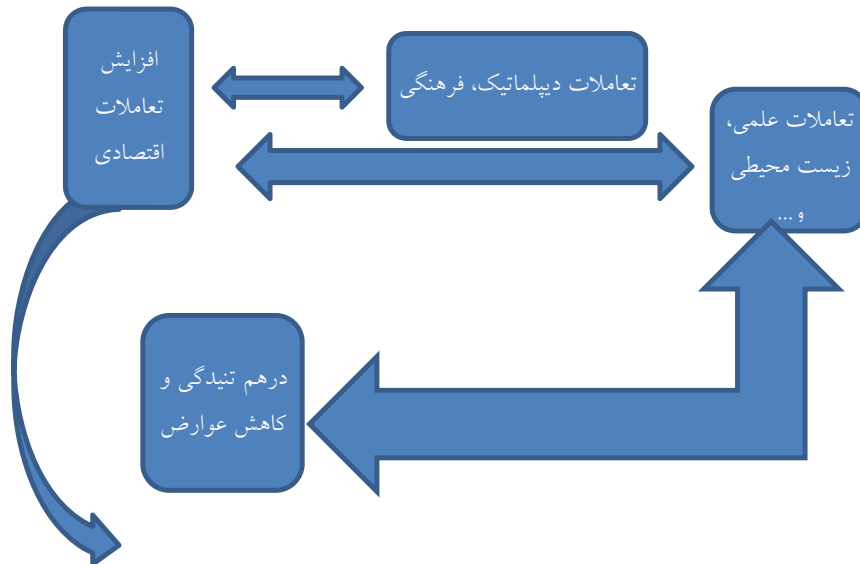 افزایش
تعاملات
اقتصادی
تعاملات دیپلماتیک، فرهنگی
تعاملات علمی،
زیست محیطی
و ...
درهم تنیدگی و
کاهش عوارض